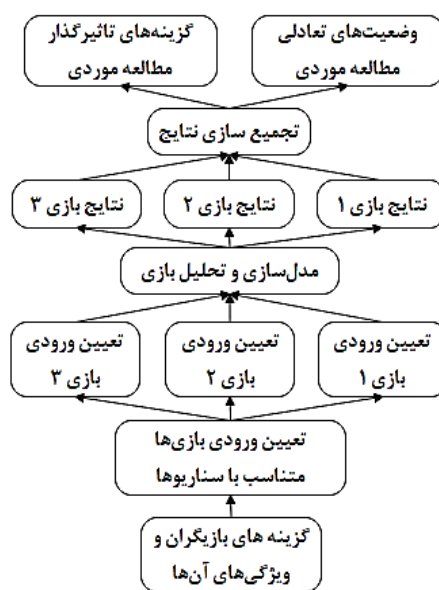 وضعیت‌های تعادلی
مطالعه موردی
گزینه‌های تاثیرگذار
مطالعه موردی
تجمیع سازی نتایج
نتایج بازی ۱
نتایج بازی ۲
نتایج بازی ۳
مدل‌سازی و تحلیل بازی
تعیین ورودی
بازی ۱
تعیین ورودی
بازی ۲
تعیین ورودی
بازی ۳
تعیین ورودی بازی‌ها
متناسب با سناریوها
گزینه های بازیگران و
ویژگی‌های آن‌ها